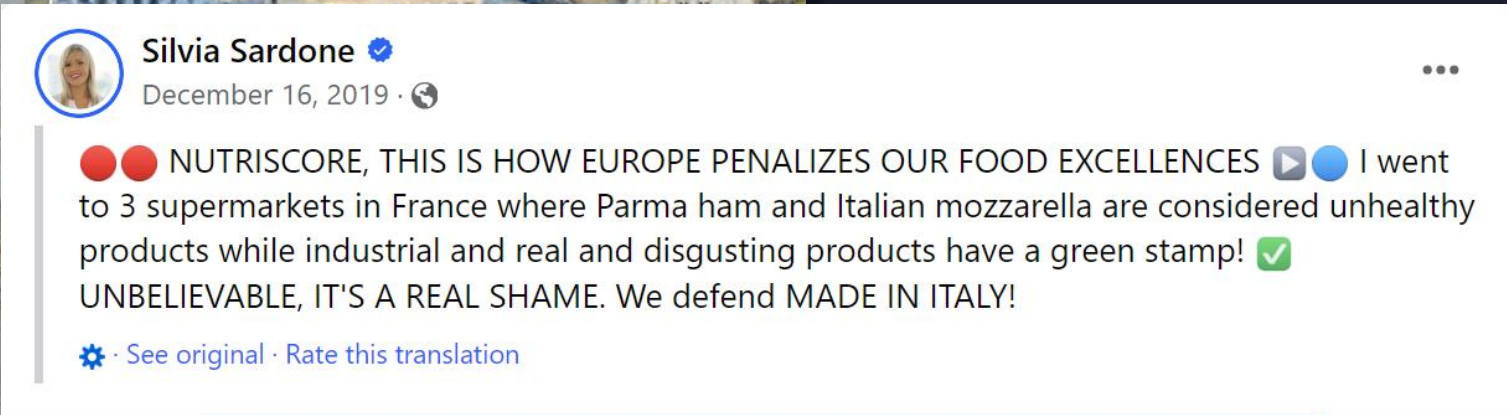 Silvia Sardone
December 16, 2019 ·
🔴🔴 NUTRISCORE, THIS IS HOW EUROPE PENALIZES OUR FOOD EXCELLENCES ▶️🔵 I went
to 3 supermarkets in France where Parma ham and Italian mozzarella are considered unhealthy
products while industrial and real and disgusting products have a green stamp! ✅
UNBELIEVABLE, IT'S A REAL SHAME. We defend MADE IN ITALY!
· See original · Rate this translation